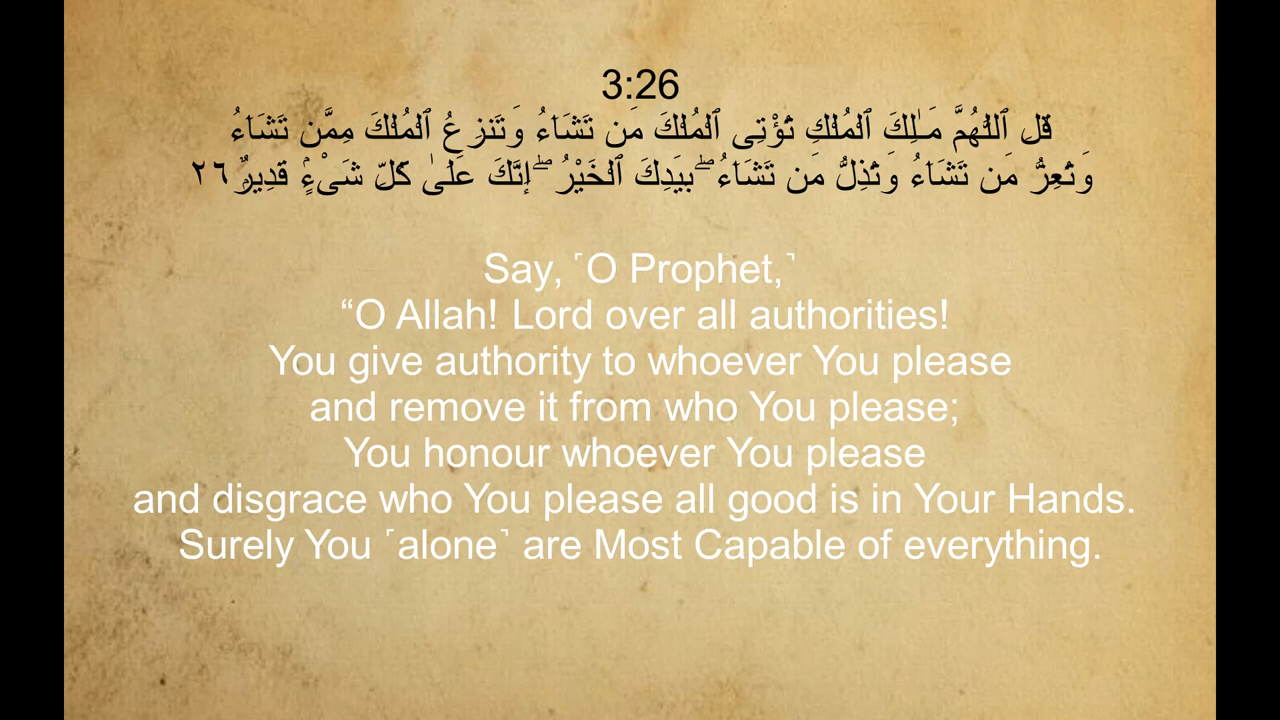 3:26
قُلِ ٱللَّهُمَّ مَـٰلِكَ ٱلْمُلْكِ تُؤْتِى ٱلْمُلْكَ مَن تَشَآءُ وَتَنزِعُ ٱلْمُلْكَ مِمَّن تَشَآءُ
وَتُعِزُّ مَن تَشَآءُ وَتُذِلُّ مَن تَشَآءُ ۖ بِيَدِكَ ٱلْخَيْرُ ۖ إِنَّكَ عَلَىٰ كُلِّ شَىْءٍۢ قَدِيرٌۭ ٢٦
Say, ˹O Prophet,˺
“O Allah! Lord over all authorities!
You give authority to whoever You please
and remove it from who You please;
You honour whoever You please
and disgrace who You please all good is in Your Hands.
Surely You ˹alone˺ are Most Capable of everything.